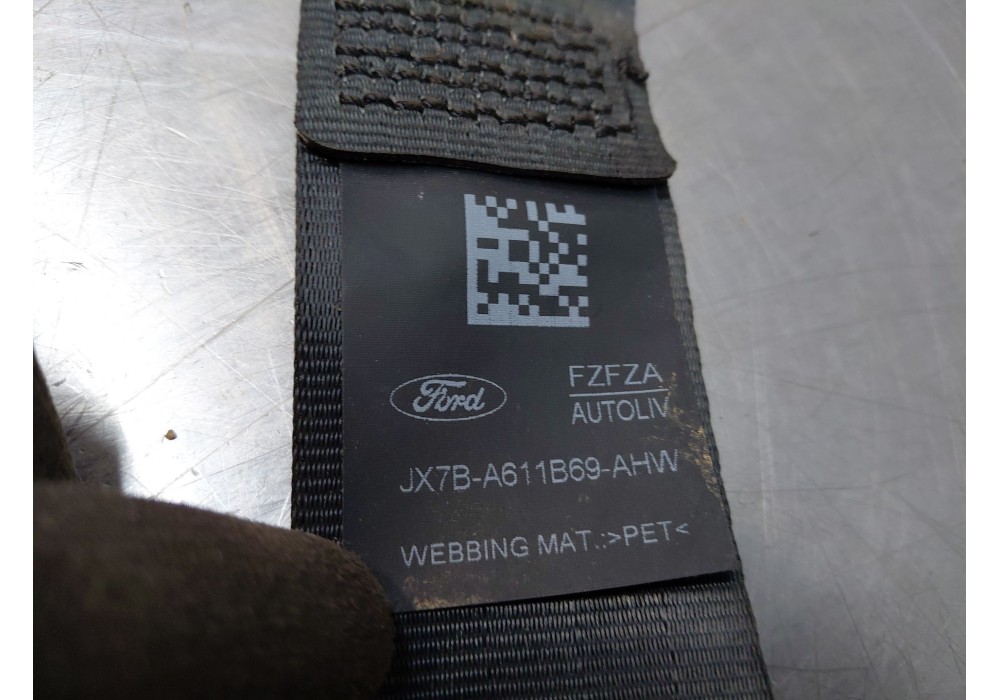 Ford
FZFZA
AUTOLIV
JX7B-A611B69-AHW
WEBBING MAT.:>PET<